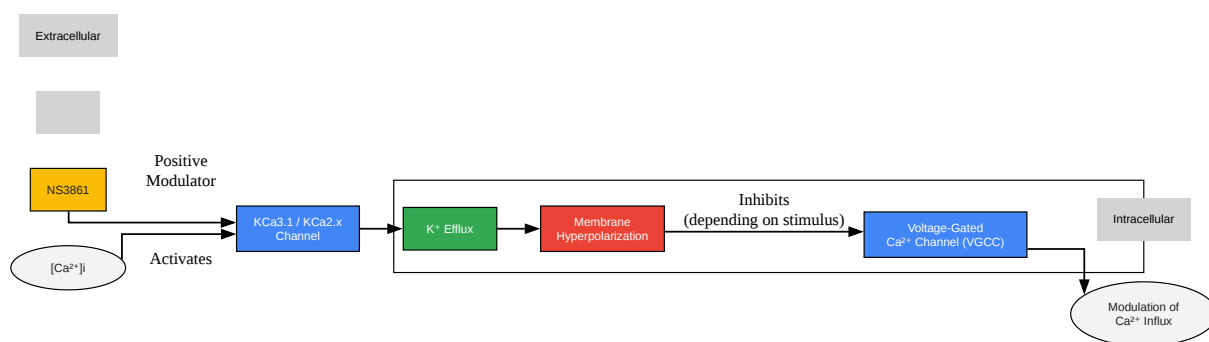 Extracellular
NS3861
Positive
Modulator
[Ca²⁺]i
Activates
KCa3.1 / KCa2.x
Channel
K⁺ Efflux
Membrane
Hyperpolarization
Inhibits
(depending on stimulus)
Voltage-Gated
Ca²⁺ Channel (VGCC)
Intracellular
Modulation of
Ca²⁺ Influx